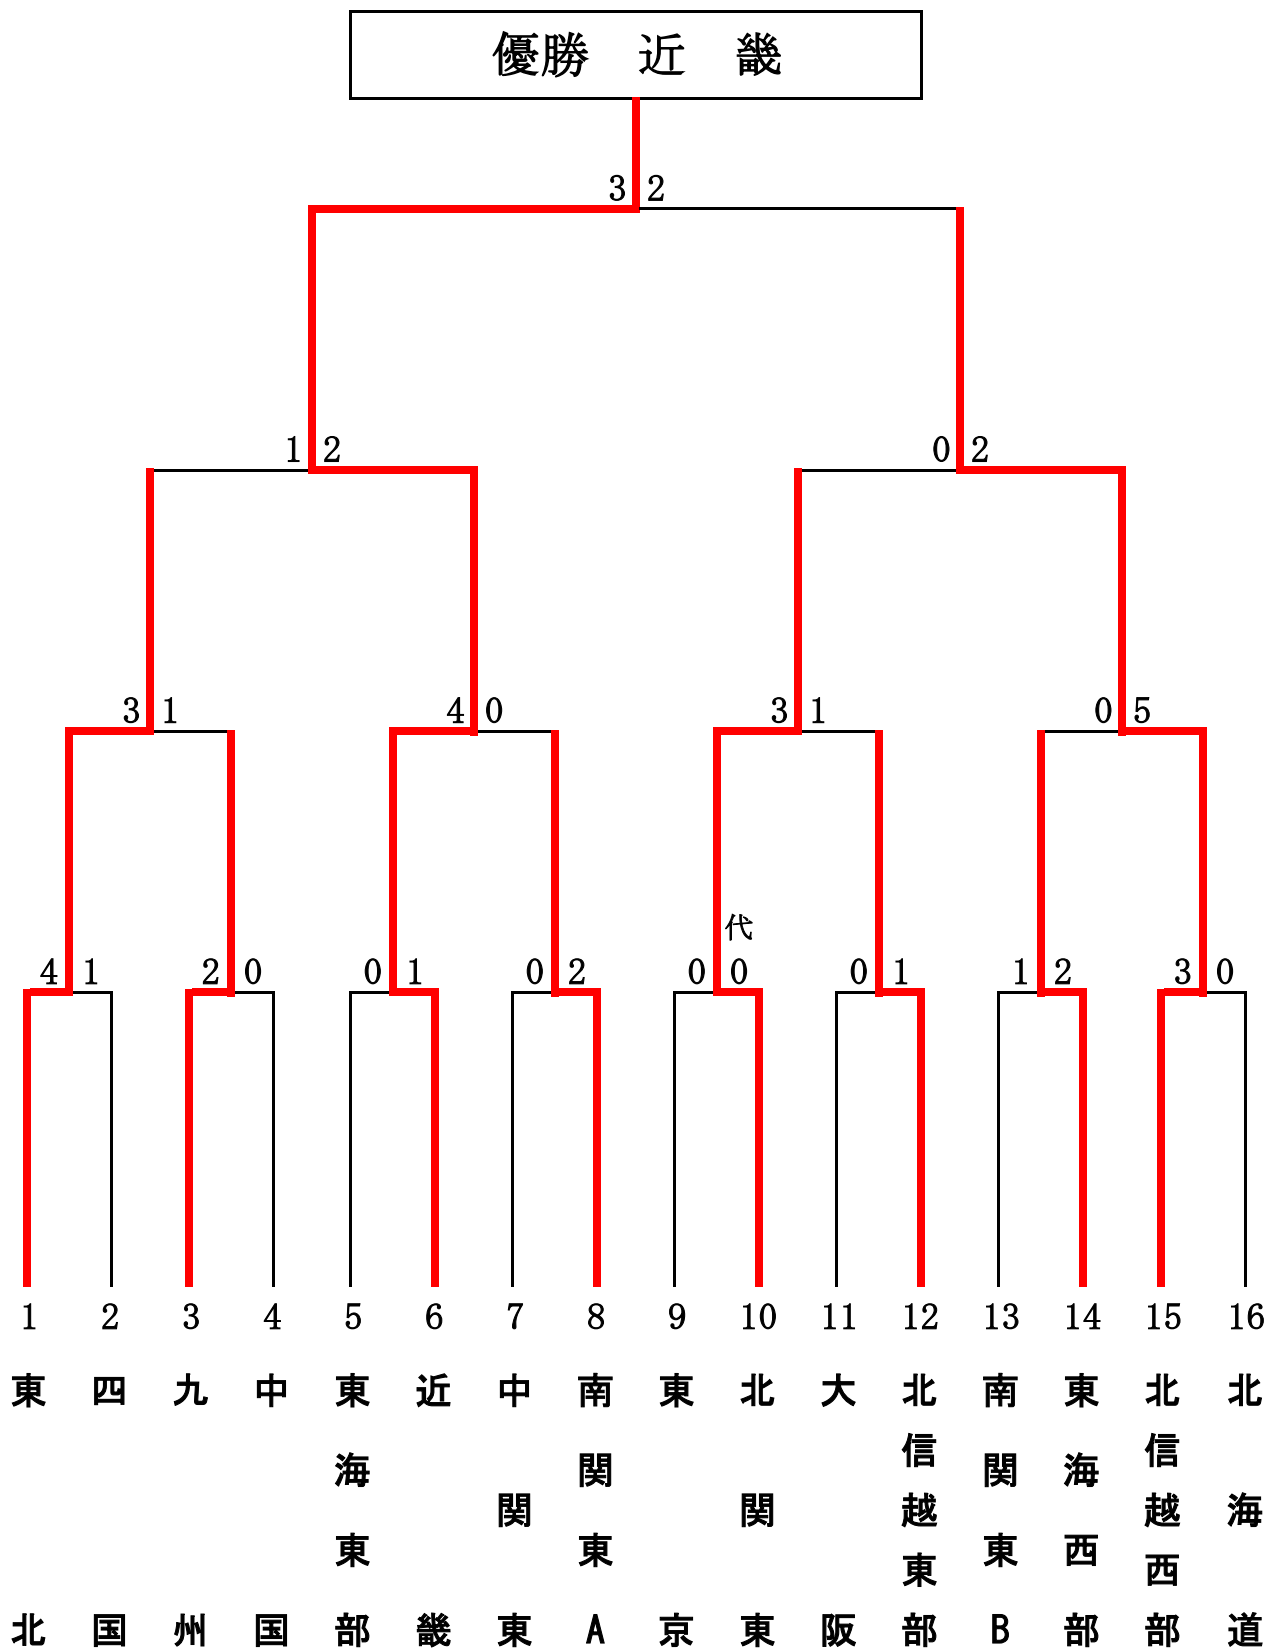 優勝　近　畿
3 2
1 2
0 2
3 1
4 0
3 1
0 5
代
4 1
2 0
0 1
0 2
0 0
0 1
1 2
3 0
1 2 3 4 5 6 7 8 9 10 11 12 13 14 15 16
東北
四国
九州
中国
東海東部
近畿
中関東
南関東A
東京
北関東
大阪
北信越東部
南関東B
東海西部
北信越西部
北海道